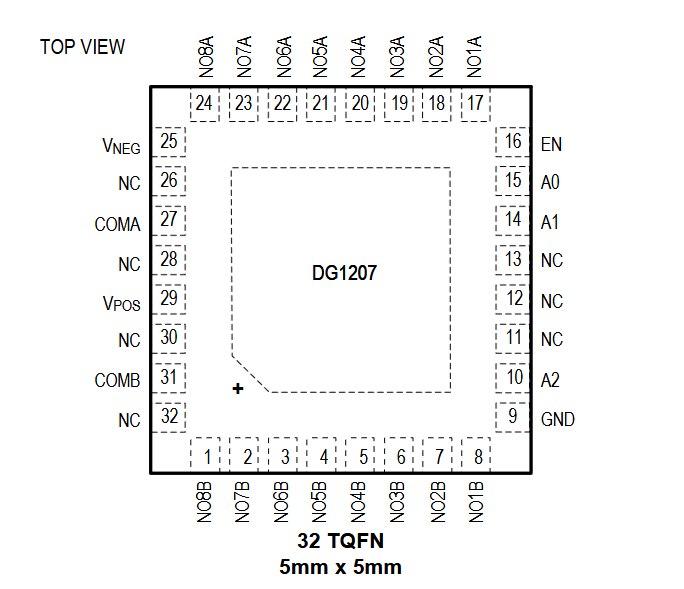 TOP VIEW
NO8A NO7A NO6A NO5A NO4A NO3A NO2A NO1A
24 23 22 21 20 19 18 17
VNEG 25 16 EN
NC 26 15 A0
COMA 27 14 A1
NC 28 13 NC
DG1207
VPOS 29 12 NC
NC 30 11 NC
COMB 31 10 A2
+
NC 32 9 GND
1 2 3 4 5 6 7 8
NO8B NO7B NO6B NO5B NO4B NO3B NO2B NO1B
32 TQFN
5mm x 5mm